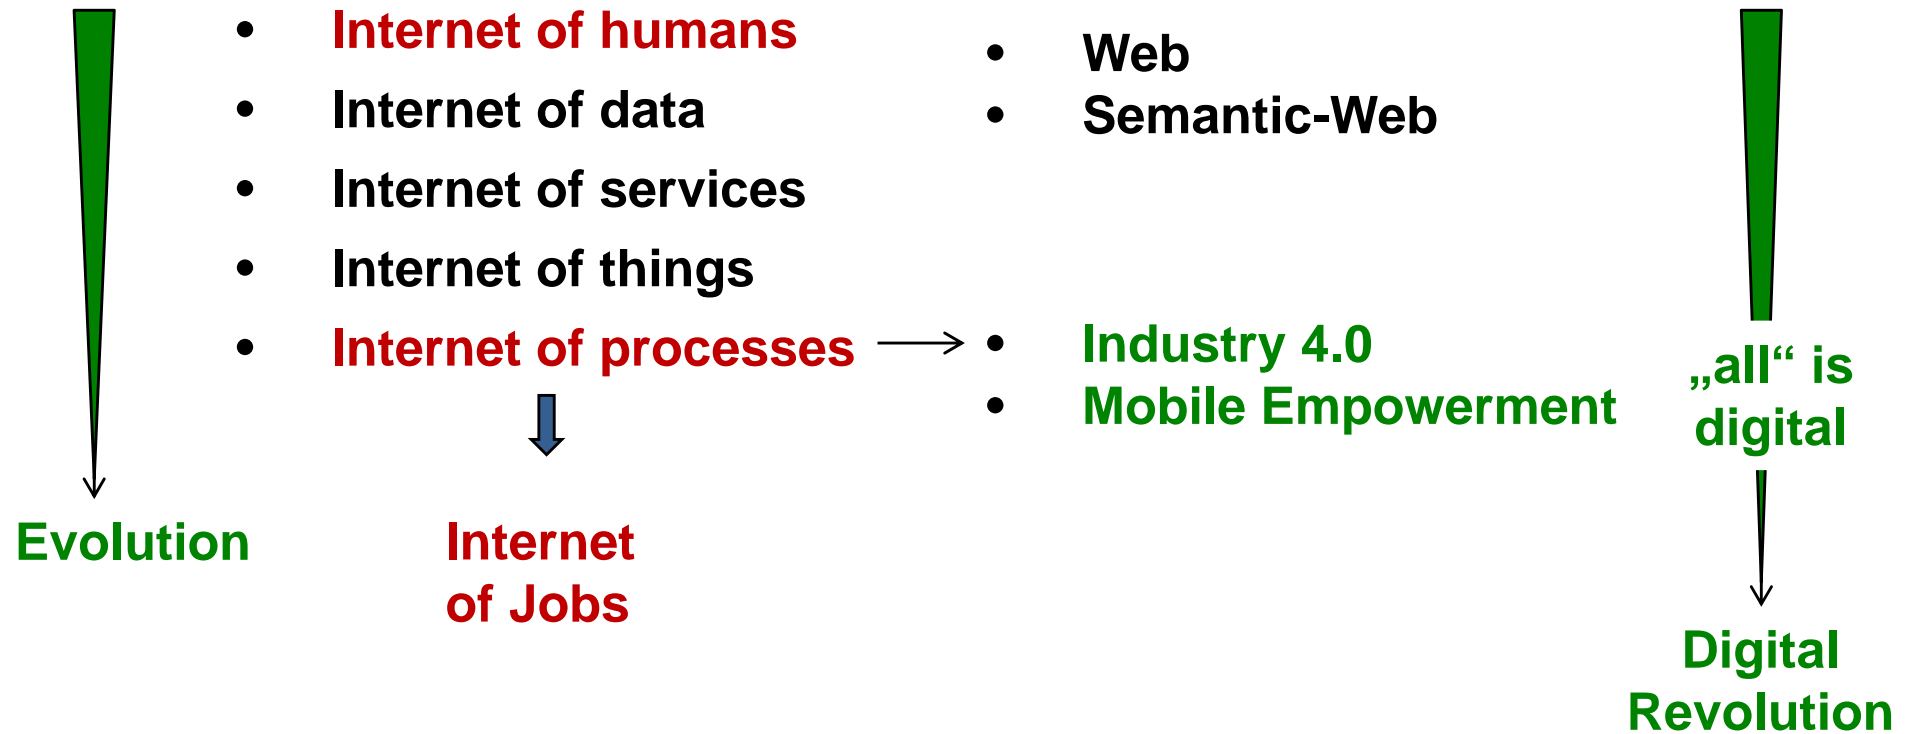 • Internet of humans
• Internet of data
• Internet of services
• Internet of things
• Internet of processes
Internet
of Jobs
• Web
• Semantic-Web
• Industry 4.0
• Mobile Empowerment
Evolution
„all“ is
digital
Digital
Revolution